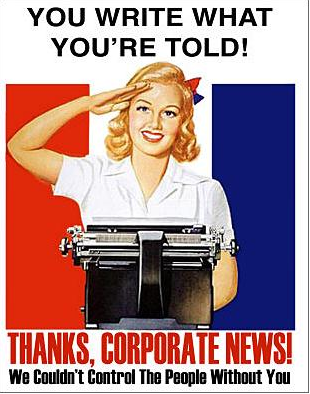 YOU WRITE WHAT
YOU'RE TOLD!
THANKS, CORPORATE NEWS!
We Couldn't Control The People Without You